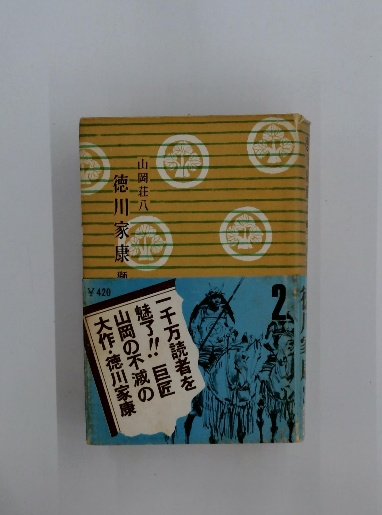 山岡荘八
徳川家康
¥420
一千万読者を
魅了!!巨匠
山岡の不滅の
大作・徳川家康
2